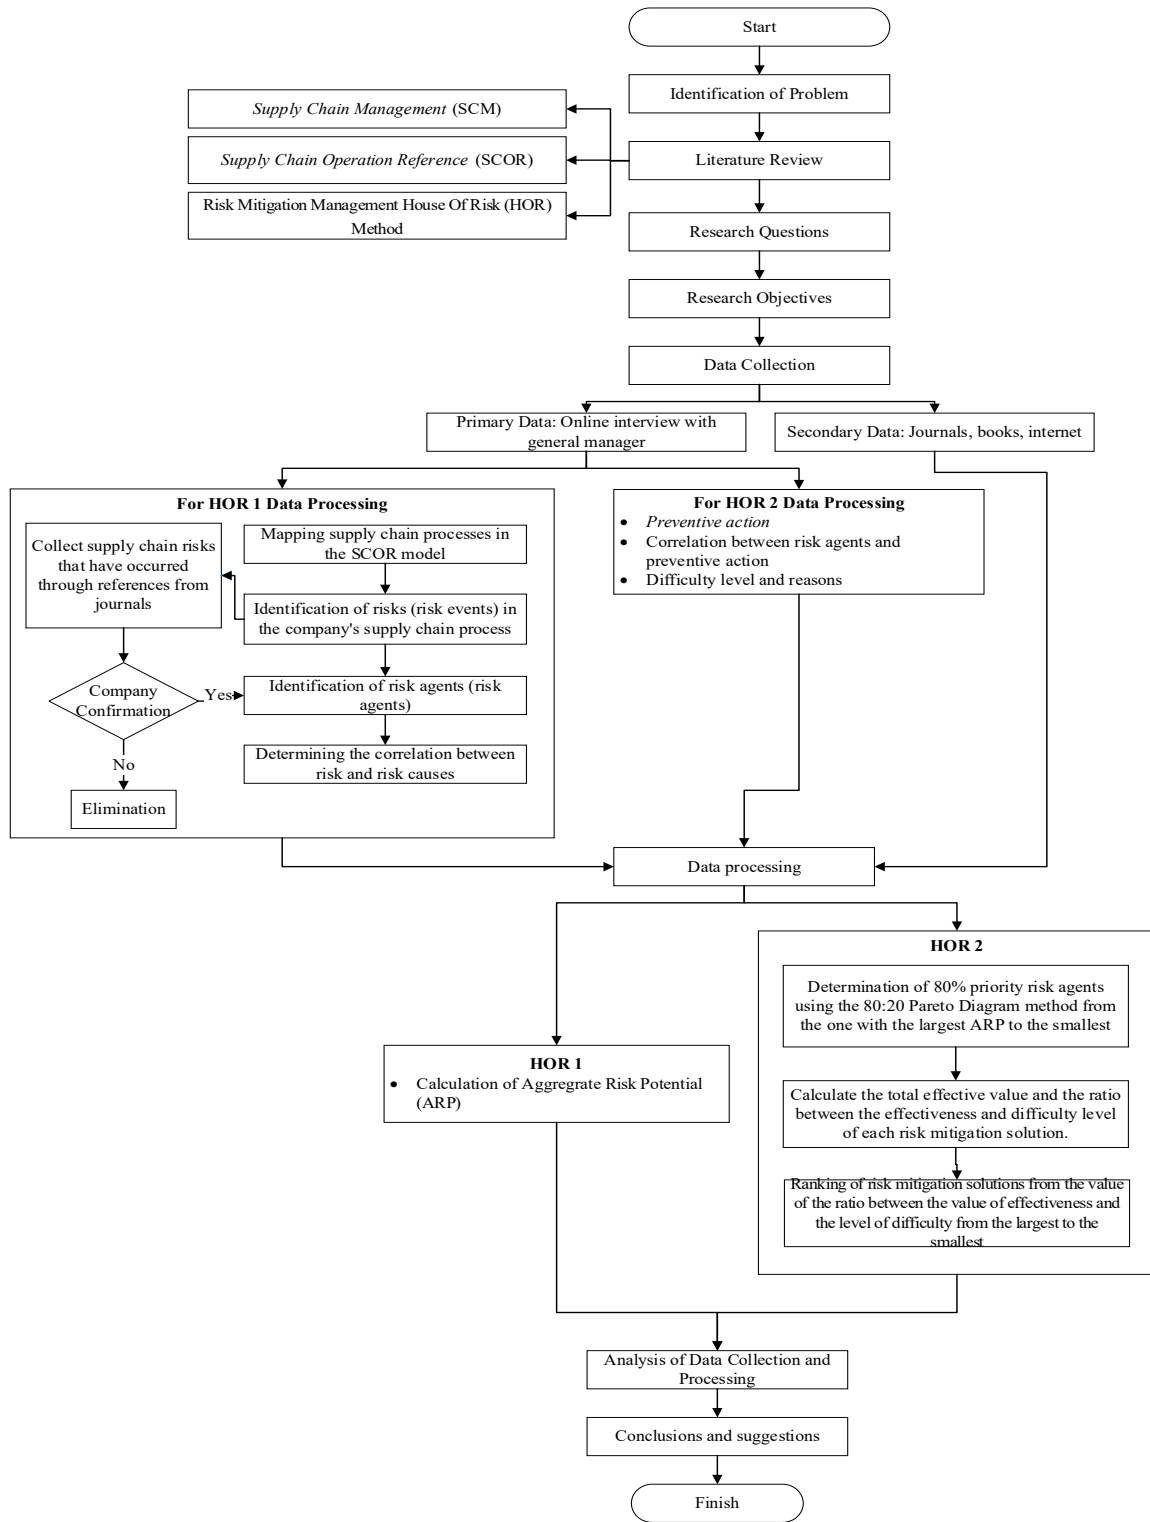 Start
Identification of Problem
Supply Chain Management (SCM)
Supply Chain Operation Reference (SCOR)
Literature Review
Risk Mitigation Management House Of Risk (HOR)
Method
Research Questions
Research Objectives
Data Collection
Primary Data: Online interview with
general manager
Secondary Data: Journals, books, internet
For HOR 1 Data Processing
Collect supply chain risks
that have occurred
through references from
journals
Mapping supply chain processes in
the SCOR model
Identification of risks (risk events) in
the company's supply chain process
Company
Confirmation
Yes
Identification of risk agents (risk
agents)
Determining the correlation between
risk and risk causes
No
Elimination
For HOR 2 Data Processing
• Preventive action
• Correlation between risk agents and
preventive action
• Difficulty level and reasons
Data processing
HOR 1
• Calculation of Aggregate Risk Potential
(ARP)
HOR 2
Determination of 80% priority risk agents
using the 80:20 Pareto Diagram method from
the one with the largest ARP to the smallest
Calculate the total effective value and the ratio
between the effectiveness and difficulty level
of each risk mitigation solution.
Ranking of risk mitigation solutions from the value
of the ratio between the value of effectiveness and
the level of difficulty from the largest to the
smallest
Analysis of Data Collection and
Processing
Conclusions and suggestions
Finish